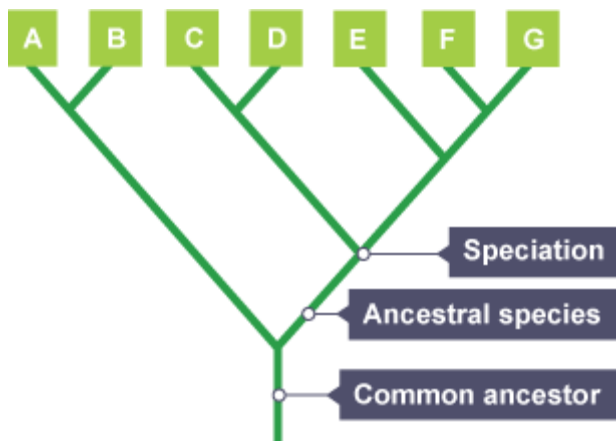 A B C D E F G
Speciation
Ancestral species
Common ancestor